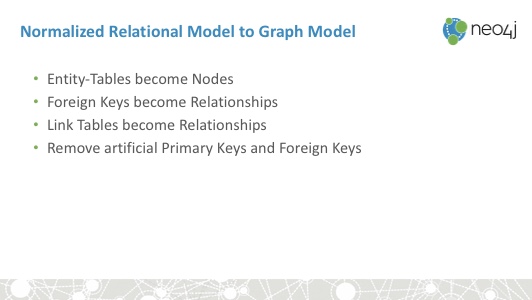 Normalized Relational Model to Graph Model
neo4j
• Entity-Tables become Nodes
• Foreign Keys become Relationships
• Link Tables become Relationships
• Remove artificial Primary Keys and Foreign Keys